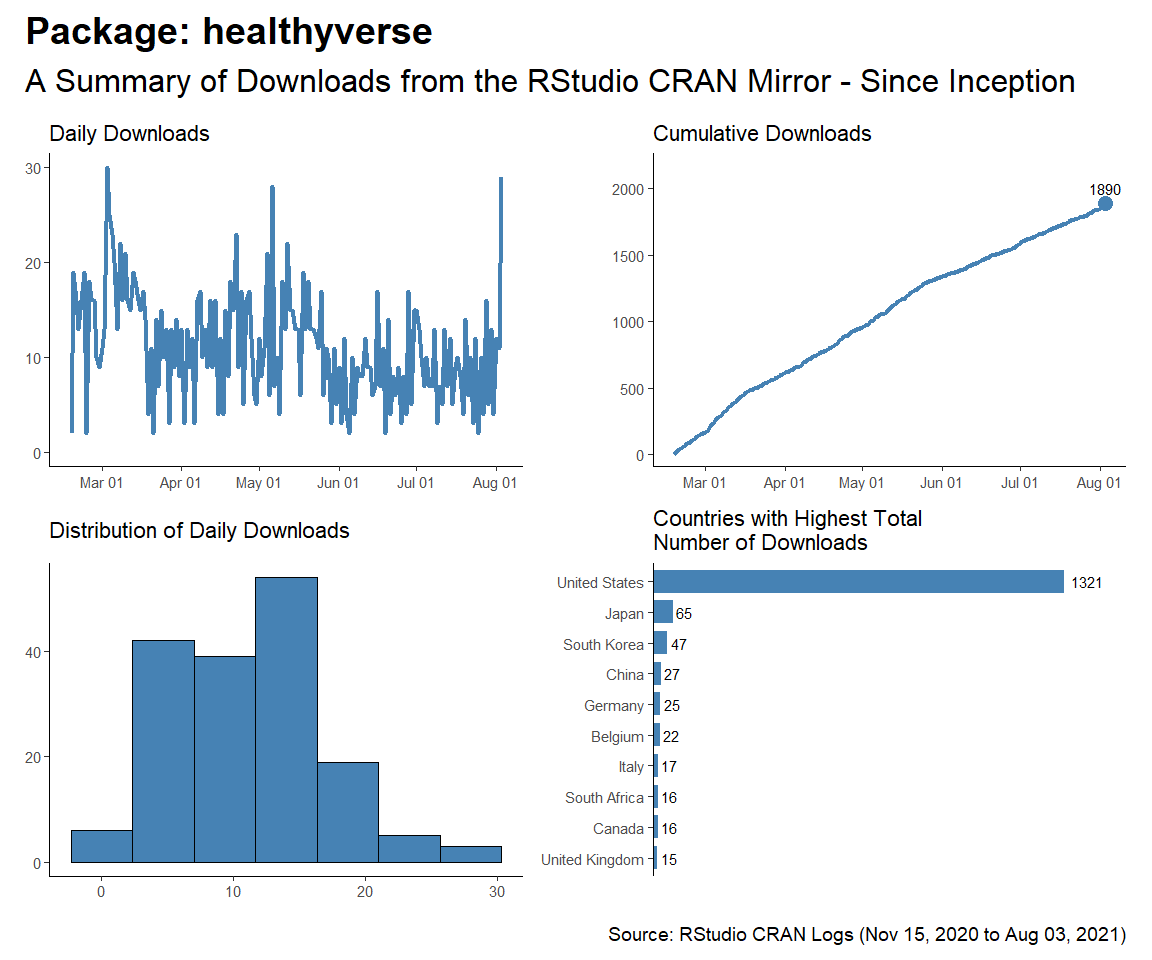 Package: healthyverse
A Summary of Downloads from the RStudio CRAN Mirror - Since Inception
Daily Downloads
30
20
10
0
Mar 01 Apr 01 May 01 Jun 01 Jul 01 Aug 01
Cumulative Downloads
1890
2000
1500
1000
500
0
Mar 01 Apr 01 May 01 Jun 01 Jul 01 Aug 01
Distribution of Daily Downloads
40
20
0
0 10 20 30
Countries with Highest Total
Number of Downloads
United States 1321
Japan 65
South Korea 47
China 27
Germany 25
Belgium 22
Italy 17
South Africa 16
Canada 16
United Kingdom 15
Source: RStudio CRAN Logs (Nov 15, 2020 to Aug 03, 2021)